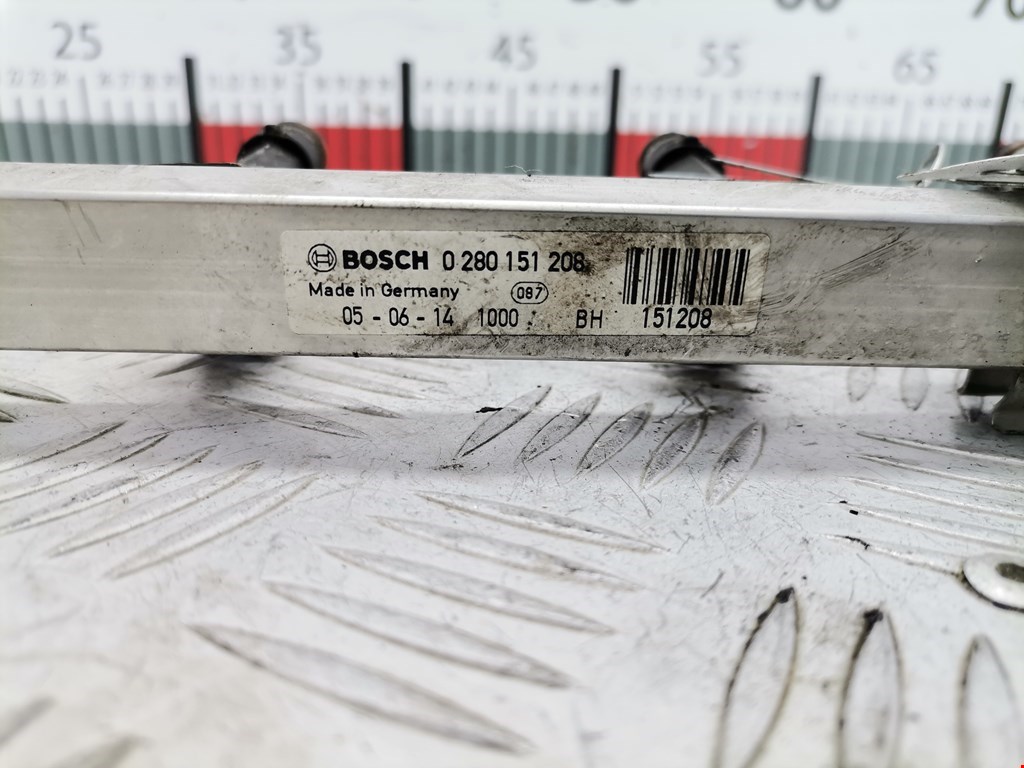 25 35 45 55 65
BOSCH 0 280 151 208
Made in Germany 087
05 - 06 - 14 1000 BH 151208